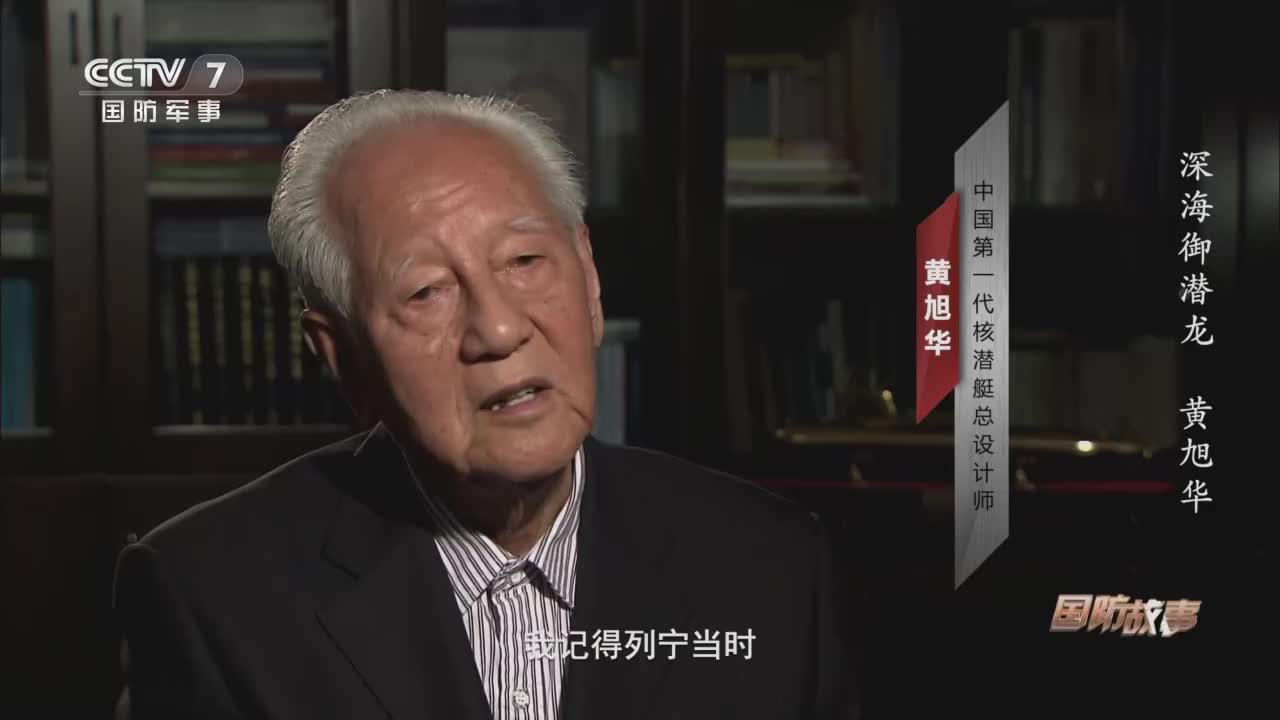 CCTV 7
国防军事
深海御潜龙 黄旭华
中国第一代核潜艇总设计师
黄旭华
国防故事
我记得列宁当时